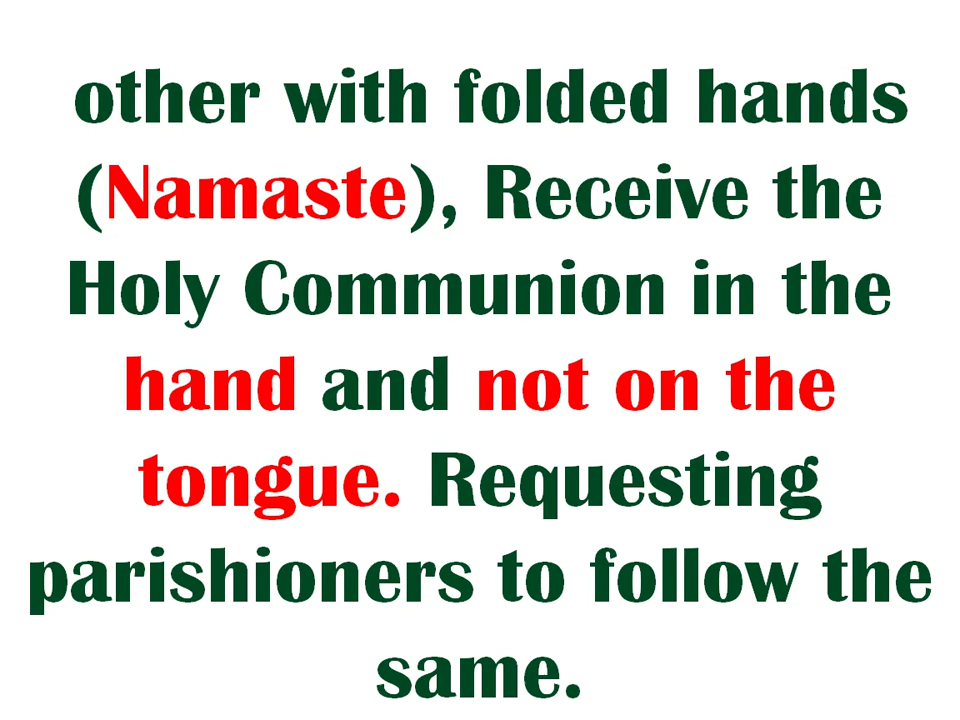 other with folded hands
(Namaste), Receive the
Holy Communion in the
hand and not on the
tongue. Requesting
parishioners to follow the
same.